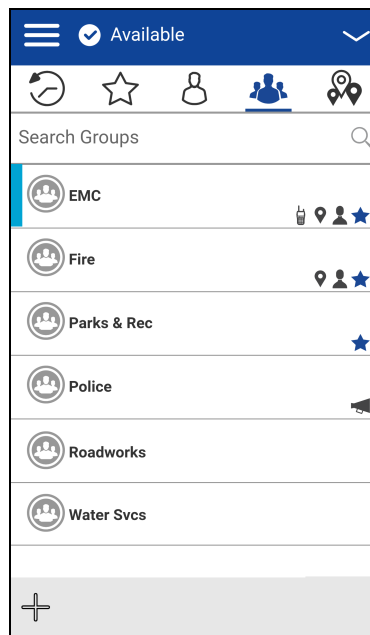 Available
Search Groups
EMC
Fire
Parks & Rec
Police
Roadworks
Water Svcs